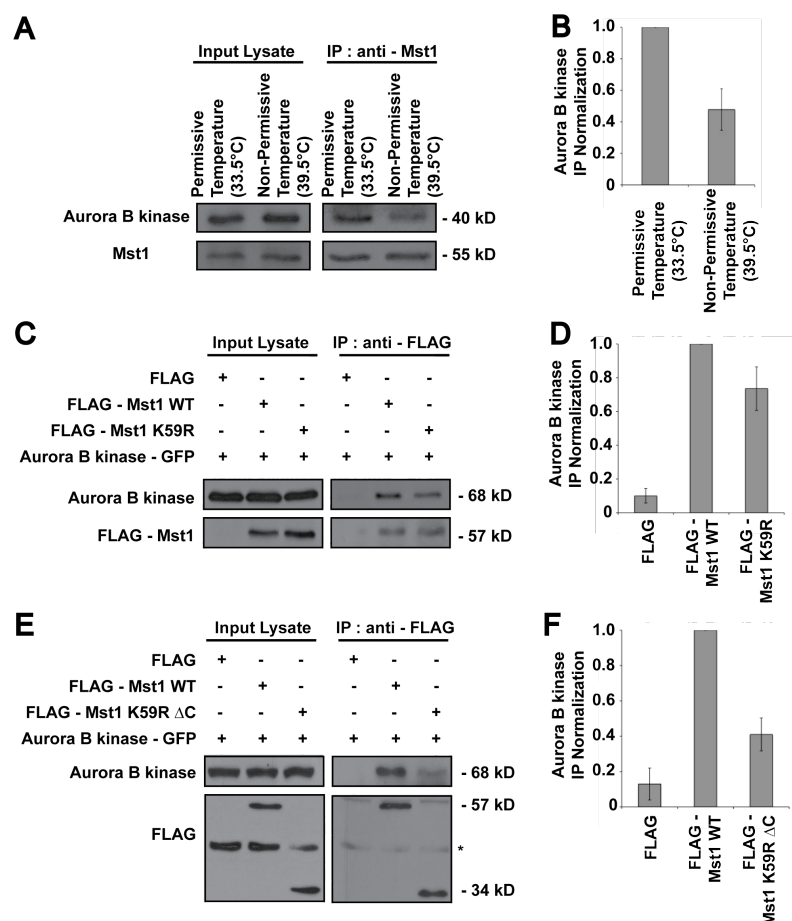 A
Input Lysate
IP : anti - Mst1
Permissive
Temperature
(33.5°C)
Non-Permissive
Temperature
(39.5°C)
Permissive
Temperature
(33.5°C)
Non-Permissive
Temperature
(39.5°C)
Aurora B kinase
- 40 kD
Mst1
- 55 kD
B
Aurora B kinase
IP Normalization
1.0
0.8
0.6
0.4
0.2
0
Permissive
Temperature
(33.5°C)
Non-Permissive
Temperature
(39.5°C)
C
Input Lysate
IP : anti - FLAG
FLAG + - - + - -
FLAG - Mst1 WT - + - - + -
FLAG - Mst1 K59R - - + - - +
Aurora B kinase - GFP + + + + + +
Aurora B kinase
- 68 kD
FLAG - Mst1
- 57 kD
D
Aurora B kinase
IP Normalization
1.0
0.8
0.6
0.4
0.2
0
FLAG
FLAG -
Mst1 WT
FLAG -
Mst1 K59R
E
Input Lysate
IP : anti - FLAG
FLAG + - - + - -
FLAG - Mst1 WT - + - - + -
FLAG - Mst1 K59R ΔC - - + - - +
Aurora B kinase - GFP + + + + + +
Aurora B kinase
- 68 kD
- 57 kD
FLAG
*
- 34 kD
F
Aurora B kinase
IP Normalization
1.0
0.8
0.6
0.4
0.2
0
FLAG
FLAG -
Mst1 WT
FLAG -
Mst1 K59R ΔC